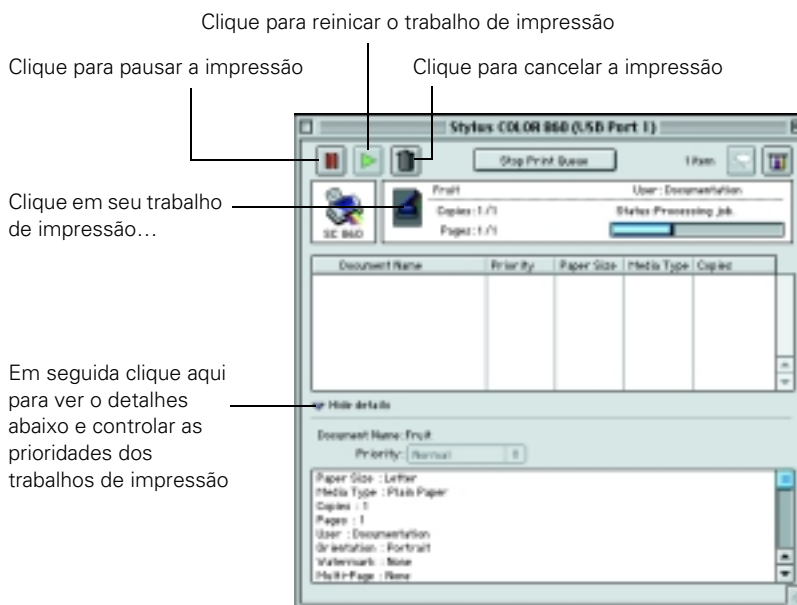 Clique para reinicar o trabalho de impressão
Clique para pausar a impressão
Clique para cancelar a impressão
Stylus COLOR 860 (USB Port 1)
Stop Print Queue
1 item
Clique em seu trabalho
de impressão…
SC 860
Fruit
User : Documentation
Copies : 1/1
Status : Processing job.
Pages : 1/1
Document Name Priority Paper Size Media Type Copies
Em seguida clique aqui
para ver o detalhes
abaixo e controlar as
prioridades dos
trabalhos de impressão
Hide details
Document Name : Fruit
Priority : Normal
Paper Size : Letter
Media Type : Plain Paper
Copies : 1
Pages : 1
User : Documentation
Orientation : Portrait
Watermark : None
Multi-Page : None